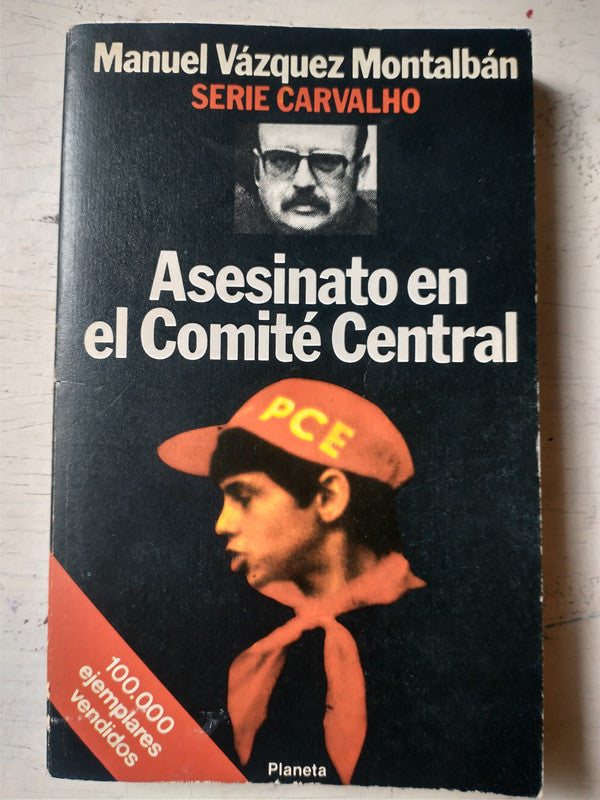 Manuel Vázquez Montalbán
SERIE CARVALHO
Asesinato en
el Comité Central
PCE
100.000
ejemplares
vendidos
Planeta